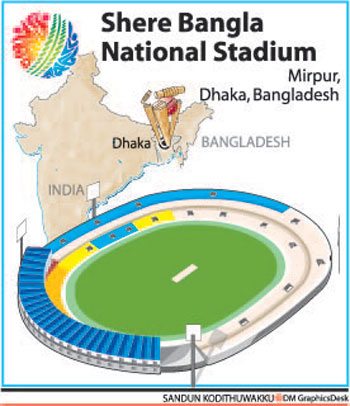 Shere Bangla
National Stadium
Mirpur,
Dhaka, Bangladesh
Dhaka
BANGLADESH
INDIA
SANDUN KODITHUWAKKU DM GraphicsDesk